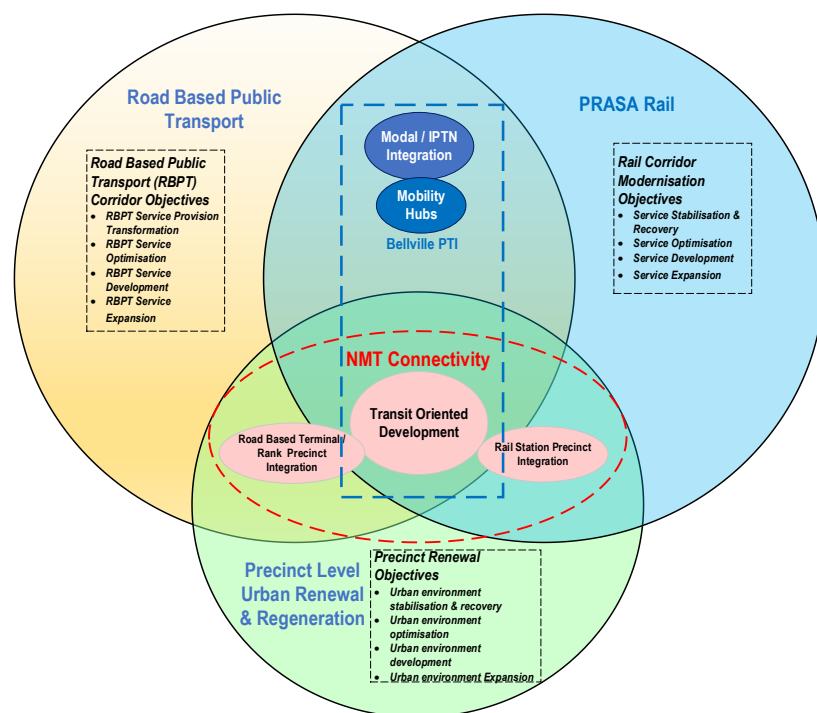 Road Based Public
Transport
PRASA Rail
Road Based Public
Transport (RBPT)
Corridor Objectives
• RBPT Service Provision
Transformation
• RBPT Service
Optimisation
• RBPT Service
Development
• RBPT Service
Expansion
Modal / IPTN
Integration
Mobility
Hubs
Bellville PTI
Rail Corridor
Modernisation
Objectives
• Service Stabilisation &
Recovery
• Service Optimisation
• Service Development
• Service Expansion
NMT Connectivity
Transit Oriented
Development
Road Based Terminal/
Rank Precinct
Integration
Rail Station Precinct
Integration
Precinct Level
Urban Renewal
& Regeneration
Precinct Renewal
Objectives
• Urban environment
stabilisation & recovery
• Urban environment
optimisation
• Urban environment
development
• Urban environment Expansion